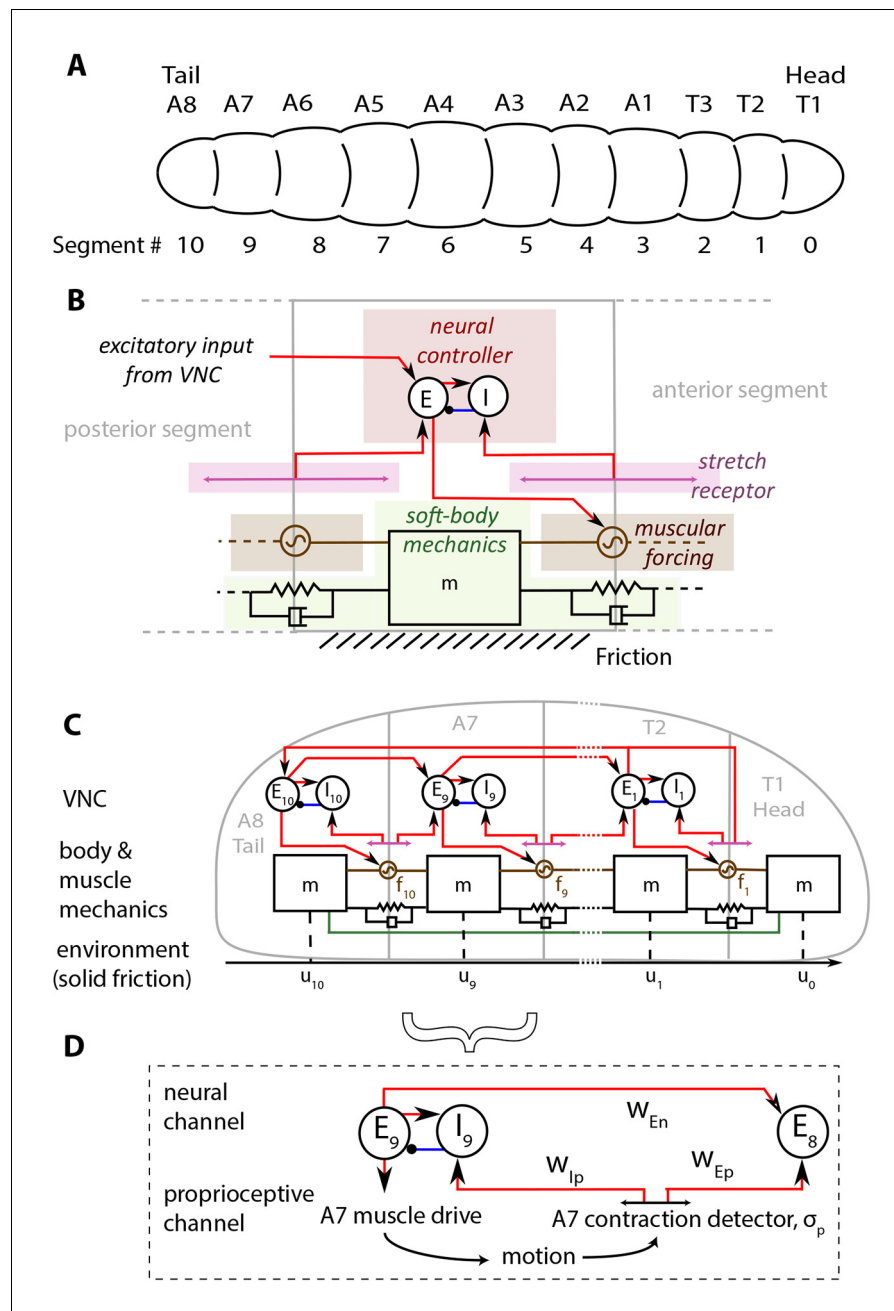 A
Tail
Head
A8 A7 A6 A5 A4 A3 A2 A1 T3 T2 T1
Segment # 10 9 8 7 6 5 4 3 2 1 0
B
excitatory input
from VNC
neural
controller
E I
posterior segment
anterior segment
stretch
receptor
soft-body
mechanics
muscular
forcing
m
Friction
C
A7 T2
VNC
E10 I10 E9 I9 E1 I1
A8
Tail
T1
Head
body &
muscle
mechanics
m f10 m f9 m f1 m
environment
(solid friction)
u10 u9 u1 u0
D
neural
channel
E9 I9 WEn E8
WIp WEp
proprioceptive
channel
A7 muscle drive
A7 contraction detector, σp
motion